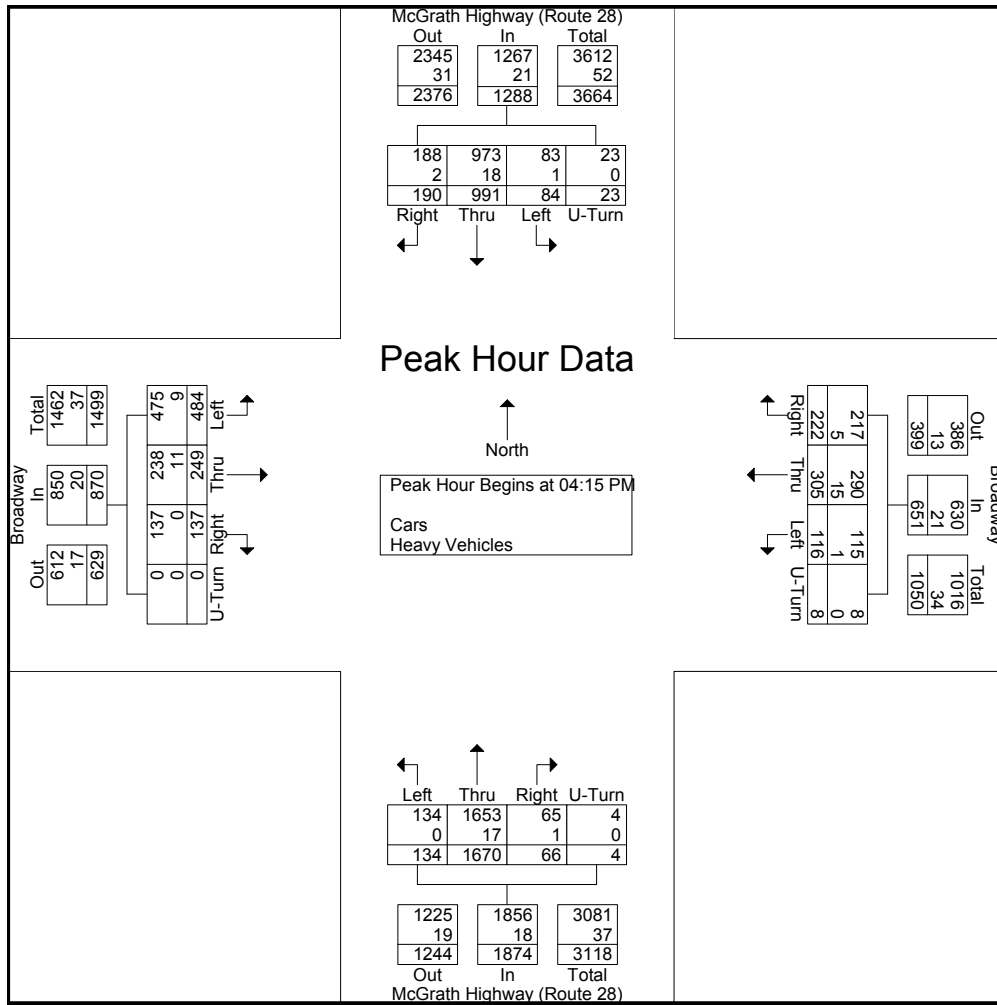 McGrath Highway (Route 28)
Out In Total
2345 1267 3612
31 21 52
2376 1288 3664
188 973 83 23
2 18 1 0
190 991 84 23
Right Thru Left U-Turn
Peak Hour Data
North
Peak Hour Begins at 04:15 PM
Cars
Heavy Vehicles
Broadway
Total In Out
1462 850 612
37 20 17
1499 870 629
475 238 137 0
9 11 0 0
484 249 137 0
Left Thru Right U-Turn
Right Thru Left U-Turn
222 305 116 8
5 15 1 0
217 290 115 8
399 651 1050
13 21 34
386 630 1016
Out In Total
Broadway
Left Thru Right U-Turn
134 1653 65 4
0 17 1 0
134 1670 66 4
1225 1856 3081
19 18 37
1244 1874 3118
Out In Total
McGrath Highway (Route 28)